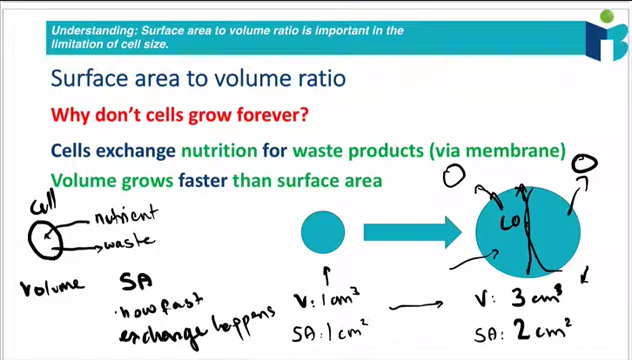 Understanding: Surface area to volume ratio is important in the
limitation of cell size.
Surface area to volume ratio
Why don't cells grow forever?
Cells exchange nutrition for waste products (via membrane)
Volume grows faster than surface area
Cell
nutrient
waste
volume
SA
how fast
exchange happens
V: 1 cm³
SA: 1 cm²
V: 3 cm³
SA: 2 cm²